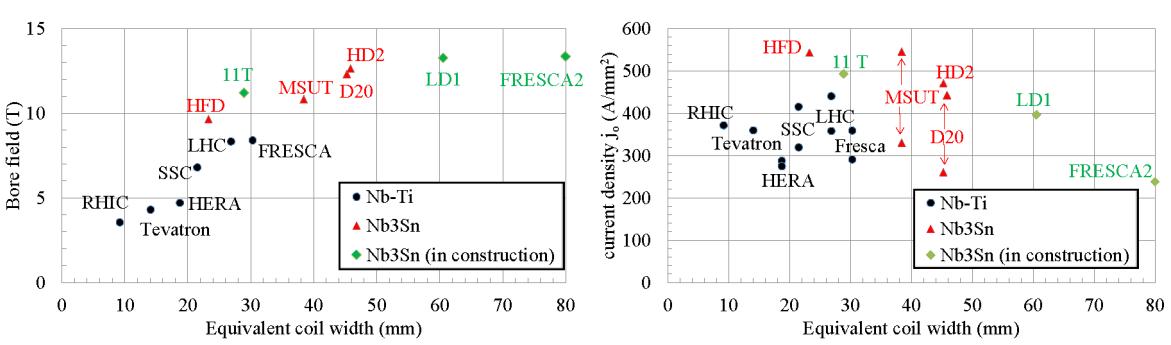 15
10
5
0
Bore field (T)
HD2
11T
MSUT
D20
LD1
FRESCA2
HFD
LHC
FRESCA
SSC
RHIC
HERA
Tevatron
Nb-Ti
Nb3Sn
Nb3Sn (in construction)
0 10 20 30 40 50 60 70 80
Equivalent coil width (mm)
600
500
400
300
200
100
0
current density jo (A/mm²)
HFD
11 T
HD2
MSUT
LD1
RHIC
LHC
SSC
Tevatron
Fresca
D20
HERA
FRESCA2
Nb-Ti
Nb3Sn
Nb3Sn (in construction)
0 10 20 30 40 50 60 70 80
Equivalent coil width (mm)